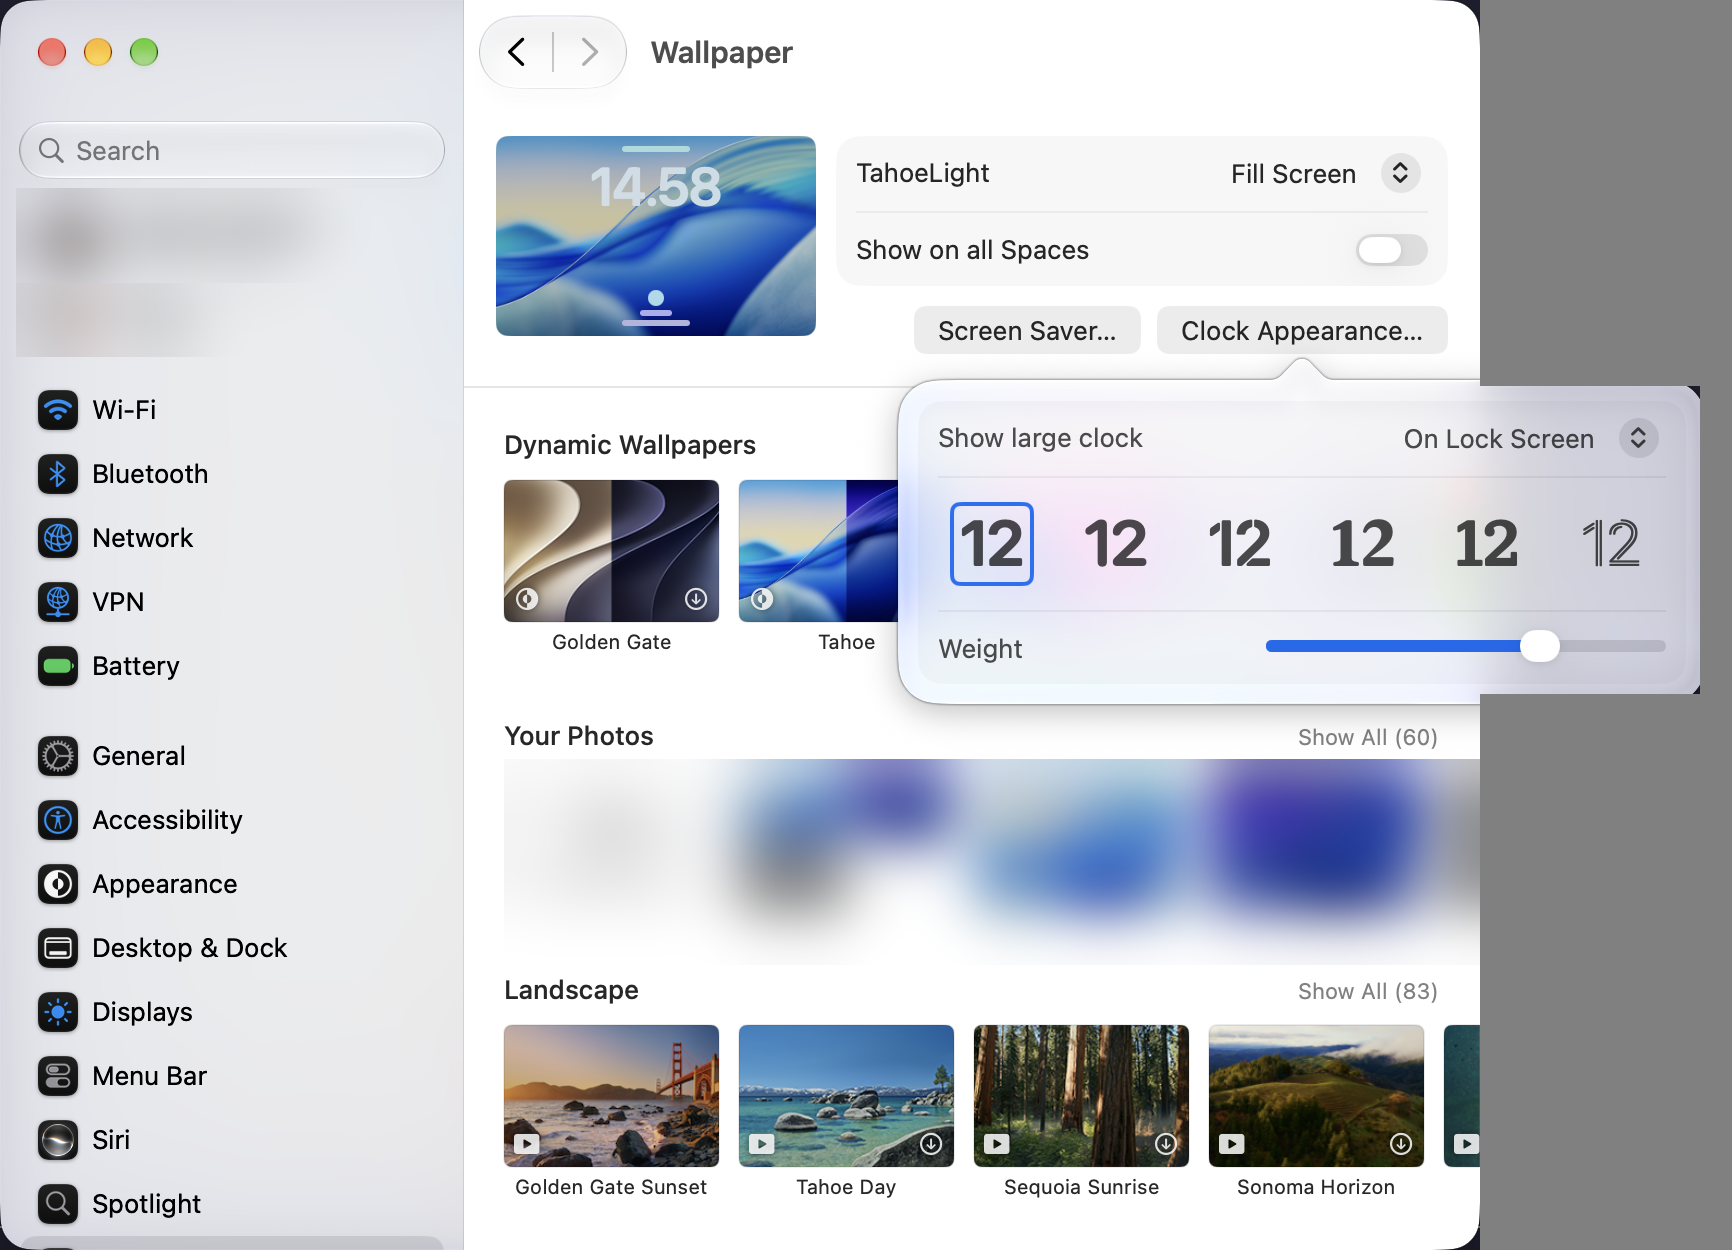 Wallpaper
Search
14.58
TahoeLight
Fill Screen
Show on all Spaces
Screen Saver...
Clock Appearance...
Wi-Fi
Bluetooth
Network
VPN
Battery
General
Accessibility
Appearance
Desktop & Dock
Displays
Menu Bar
Siri
Spotlight
Show large clock
On Lock Screen
12 12 12 12 12 12
Weight
Dynamic Wallpapers
Golden Gate
Tahoe
Your Photos
Show All (60)
Landscape
Show All (83)
Golden Gate Sunset
Tahoe Day
Sequoia Sunrise
Sonoma Horizon